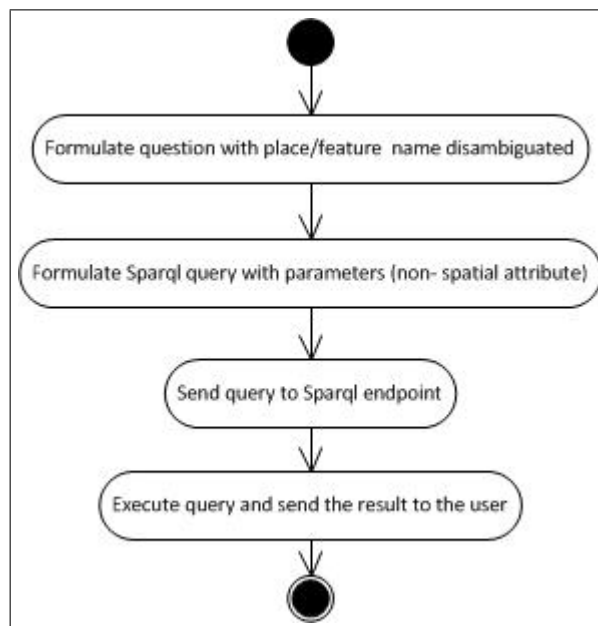 Formulate question with place/feature name disambiguated
Formulate Sparql query with parameters (non- spatial attribute)
Send query to Sparql endpoint
Execute query and send the result to the user